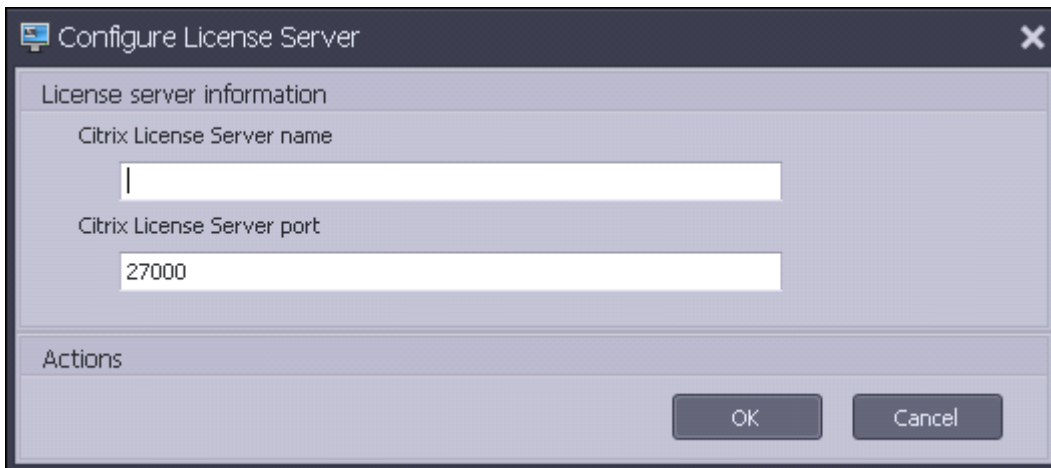 Configure License Server
License server information
Citrix License Server name
Citrix License Server port
27000
Actions
OK
Cancel